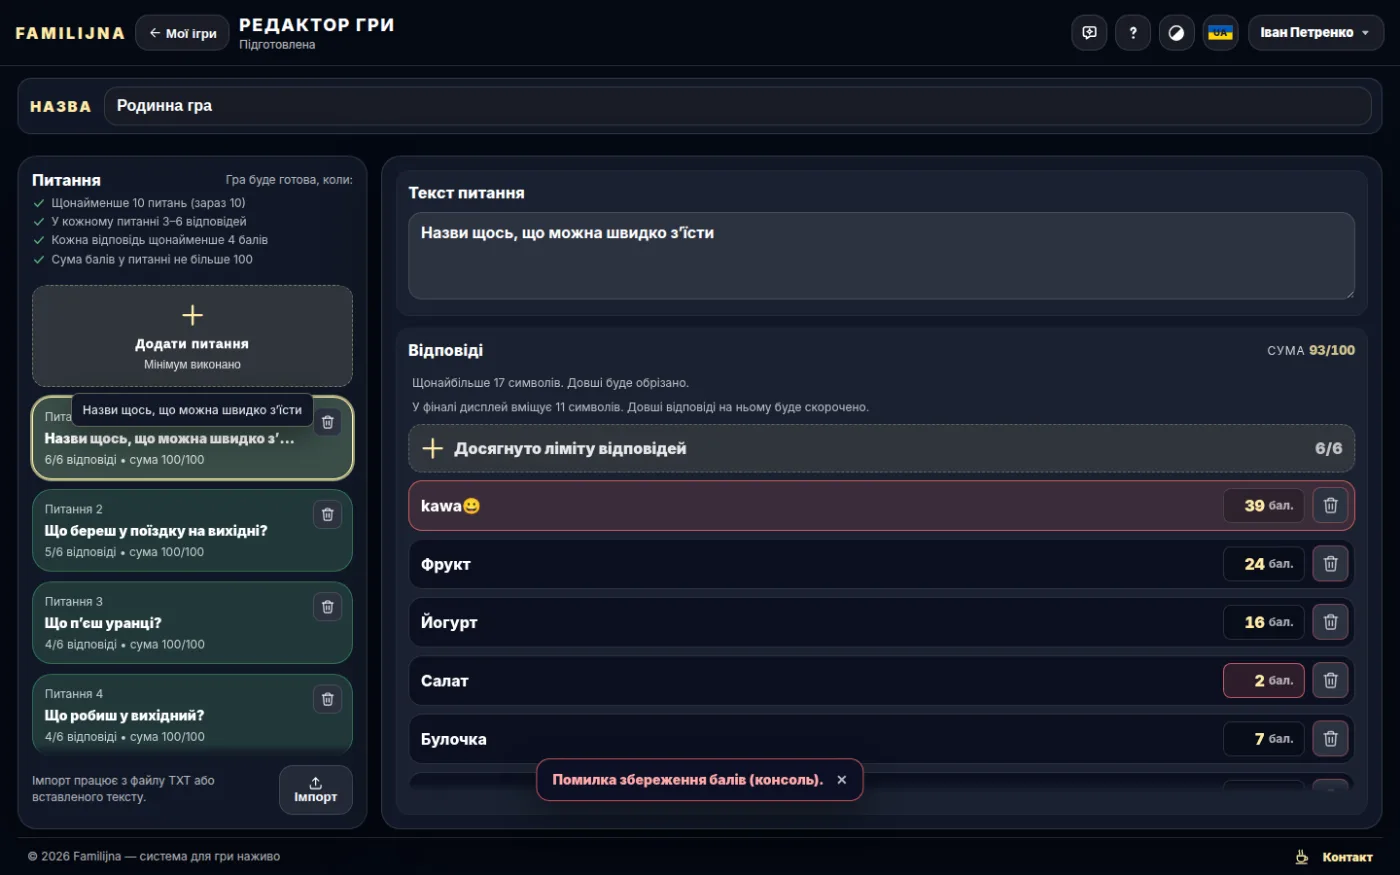 FAMILIJNA
← Мої ігри
РЕДАКТОР ГРИ
Підготовлена
?
UA
Іван Петренко
НАЗВА
Родинна гра
Питання
Гра буде готова, коли:
Щонайменше 10 питань (зараз 10)
У кожному питанні 3–6 відповідей
Кожна відповідь щонайменше 4 балів
Сума балів у питанні не більше 100
Додати питання
Мінімум виконано
Назви щось, що можна швидко з’їсти
Назви щось, що можна швидко з’...
6/6 відповіді • сума 100/100
Питання 2
Що береш у поїздку на вихідні?
5/6 відповіді • сума 100/100
Питання 3
Що п’єш уранці?
4/6 відповіді • сума 100/100
Питання 4
Що робиш у вихідний?
4/6 відповіді • сума 100/100
Імпорт працює з файлу TXT або
вставленого тексту.
Імпорт
Текст питання
Назви щось, що можна швидко з’їсти
Відповіді
СУМА 93/100
Щонайбільше 17 символів. Довші буде обрізано.
У фіналі дисплей вміщує 11 символів. Довші відповіді на ньому буде скорочено.
Досягнуто ліміту відповідей
6/6
kawa😀
39 бал.
Фрукт
24 бал.
Йогурт
16 бал.
Салат
2 бал.
Булочка
7 бал.
Помилка збереження балів (консоль). ×
© 2026 Familijna — система для гри наживо
Контакт